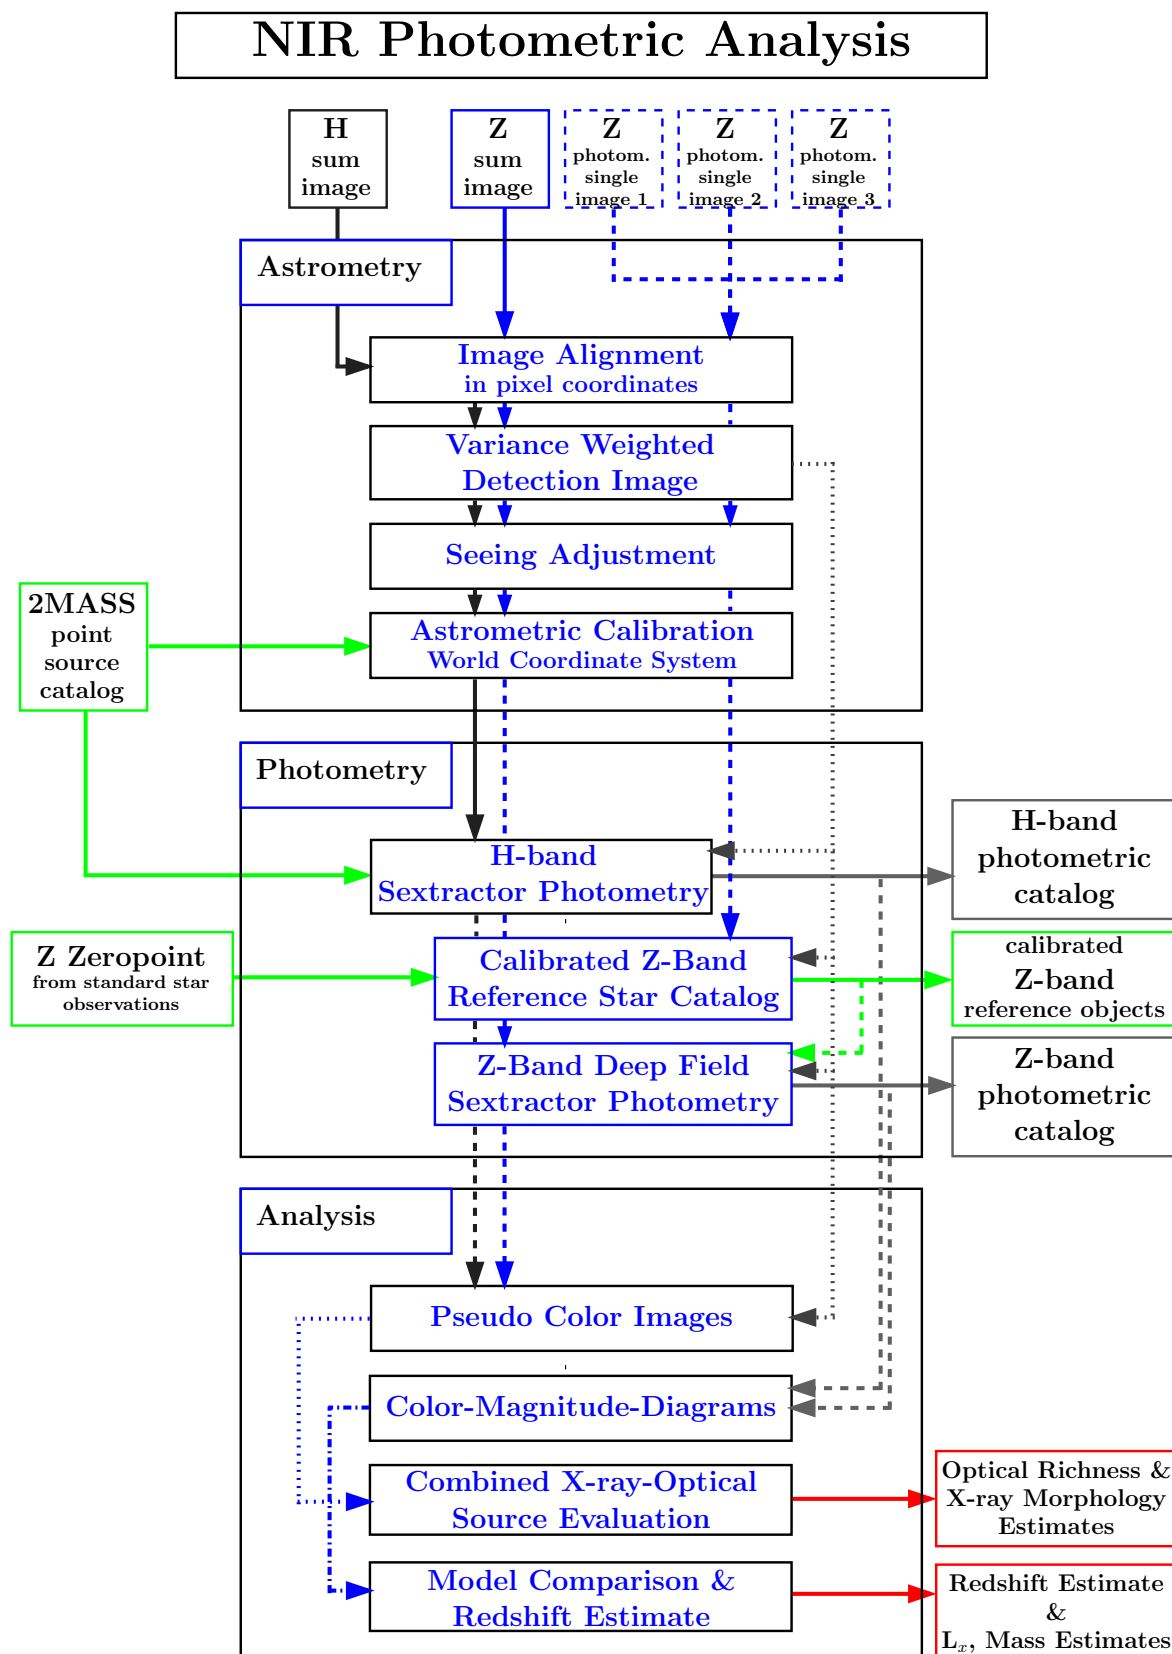 NIR Photometric Analysis
H
sum
image
Z
sum
image
Z
photom.
single
image 1
Z
photom.
single
image 2
Z
photom.
single
image 3
Astrometry
Image Alignment
in pixel coordinates
Variance Weighted
Detection Image
Seeing Adjustment
2MASS
point
source
catalog
Astrometric Calibration
World Coordinate System
Photometry
H-band
Sextractor Photometry
H-band
photometric
catalog
Z Zeropoint
from standard star
observations
Calibrated Z-Band
Reference Star Catalog
calibrated
Z-band
reference objects
Z-Band Deep Field
Sextractor Photometry
Z-band
photometric
catalog
Analysis
Pseudo Color Images
Color-Magnitude-Diagrams
Combined X-ray-Optical
Source Evaluation
Optical Richness &
X-ray Morphology
Estimates
Model Comparison &
Redshift Estimate
Redshift Estimate
&
Lₓ, Mass Estimates